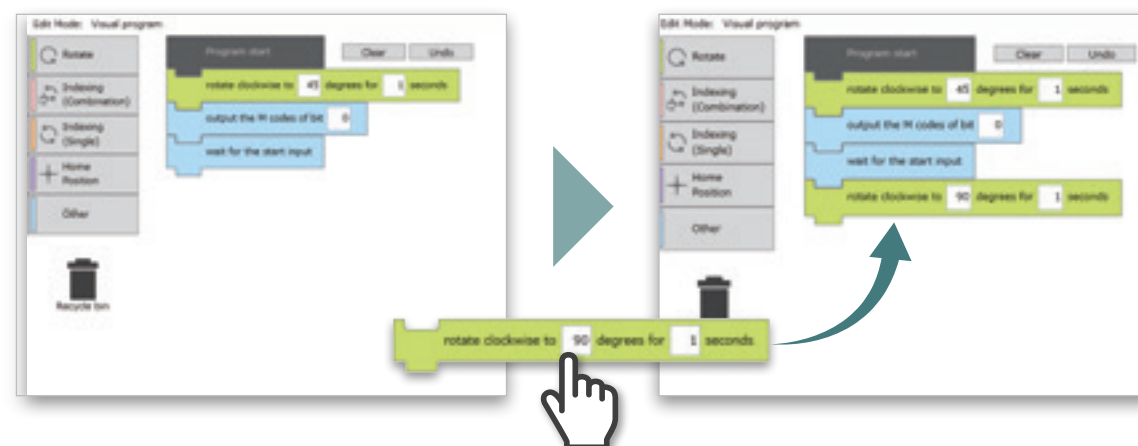 Edit Mode: Visual program
Rotate
Indexing
(Combination)
Indexing
(Single)
Home
Position
Other
Recycle bin
Program start
Clear
Undo
rotate clockwise to 45 degrees for 1 seconds
output the M codes of bit 0
wait for the start input
rotate clockwise to 90 degrees for 1 seconds
Edit Mode: Visual program
Rotate
Indexing
(Combination)
Indexing
(Single)
Home
Position
Other
Program start
Clear
Undo
rotate clockwise to 45 degrees for 1 seconds
output the M codes of bit 0
wait for the start input
rotate clockwise to 90 degrees for 1 seconds